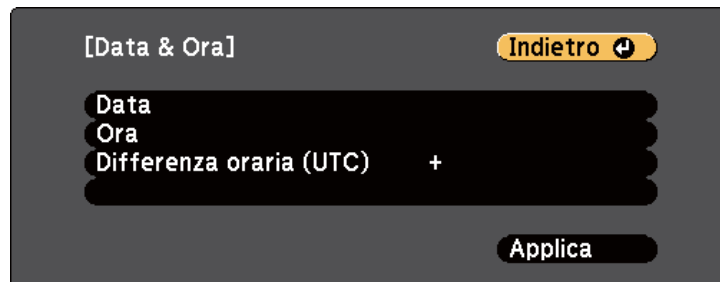 [Data & Ora] Indietro
Data
Ora
Differenza oraria (UTC) +
Applica